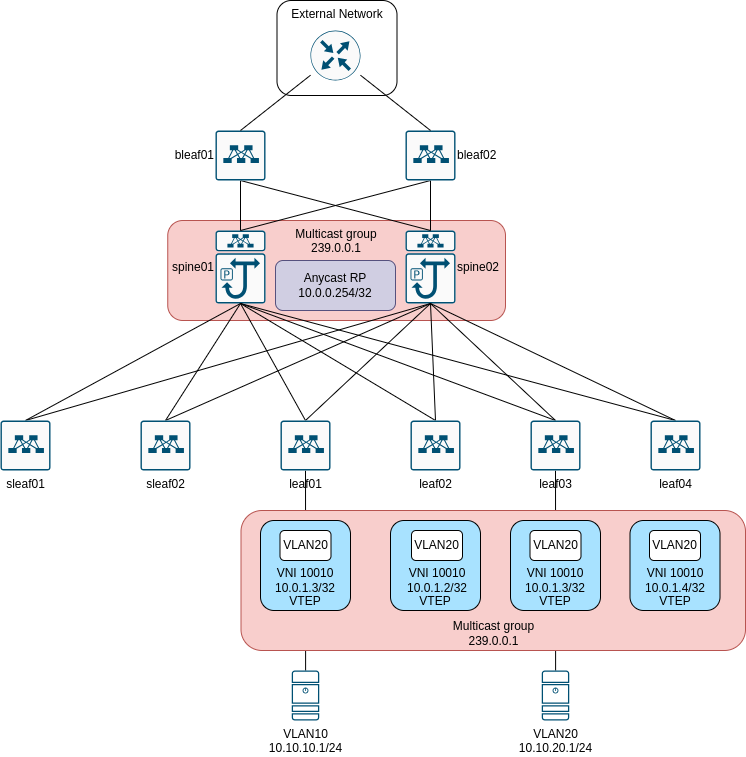 External Network
bleaf01
bleaf02
Multicast group
239.0.0.1
spine01
spine02
P
P
Anycast RP
10.0.0.254/32
sleaf01
sleaf02
leaf01
leaf02
leaf03
leaf04
VLAN20
VNI 10010
10.0.1.3/32
VTEP
VLAN20
VNI 10010
10.0.1.2/32
VTEP
VLAN20
VNI 10010
10.0.1.3/32
VTEP
VLAN20
VNI 10010
10.0.1.4/32
VTEP
Multicast group
239.0.0.1
VLAN10
10.10.10.1/24
VLAN20
10.10.20.1/24